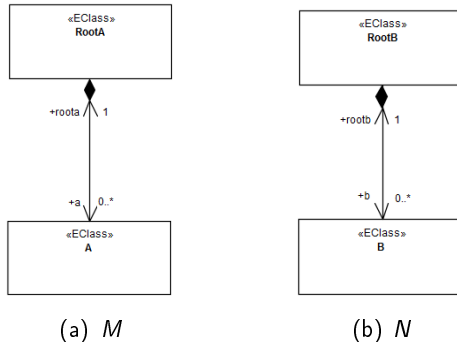 «EClass»
RootA
+roota
1
+a
0..*
«EClass»
A
(a) M
«EClass»
RootB
+rootb
1
+b
0..*
«EClass»
B
(b) N